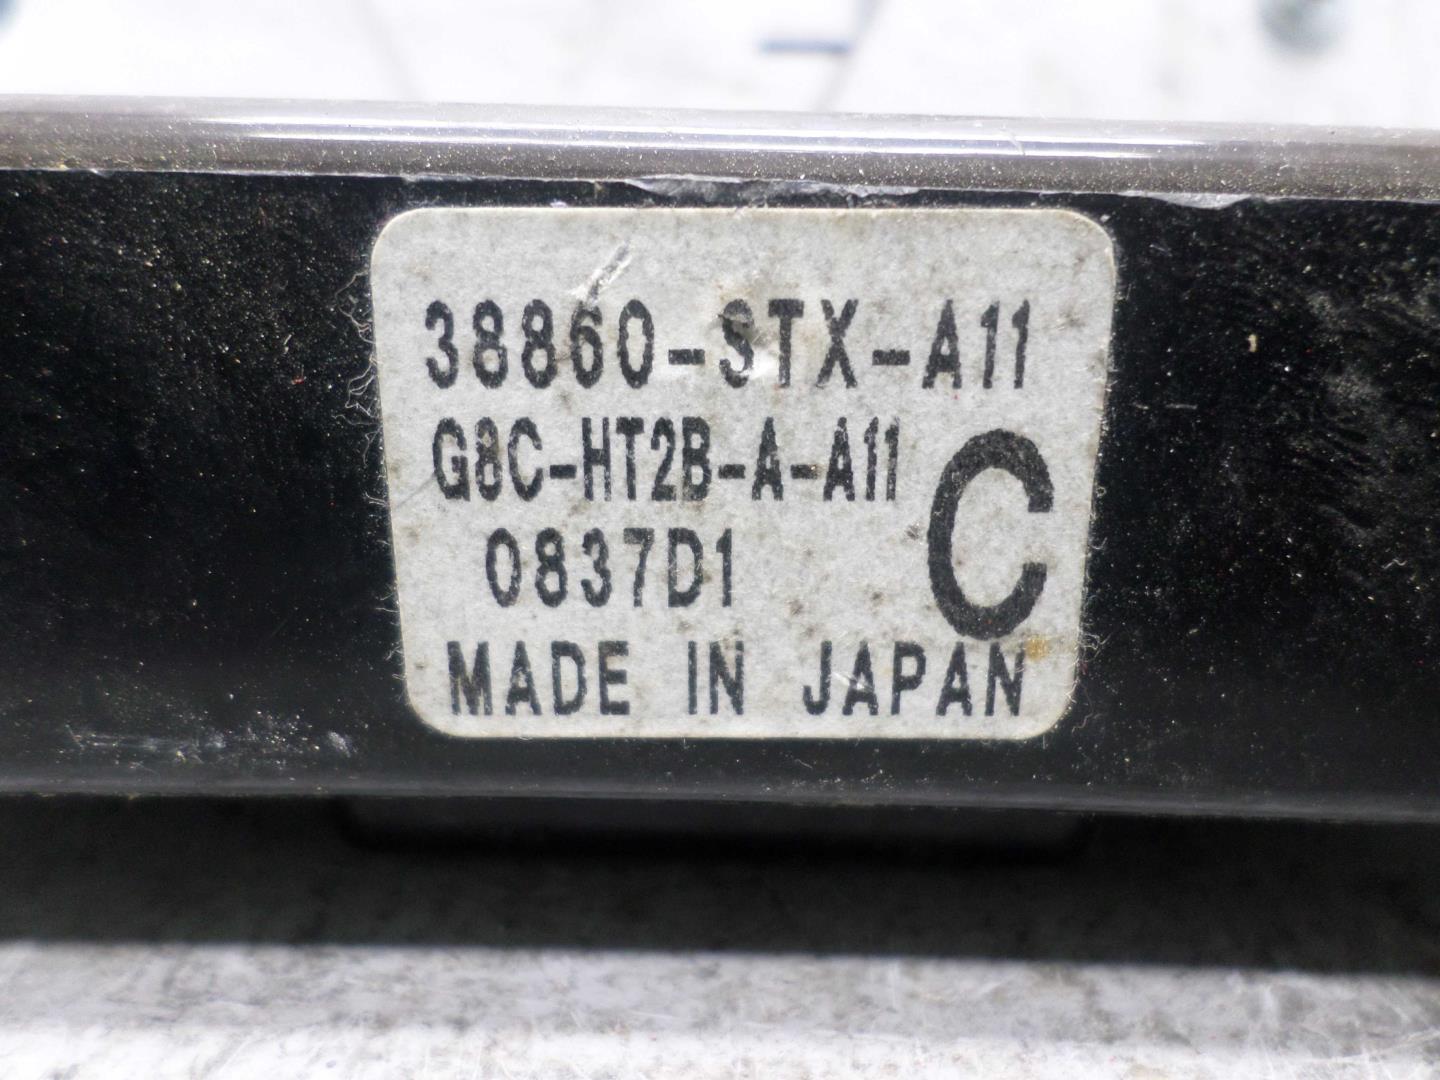 38860-STX-A11
G8C-HT2B-A-A11
0837D1
C
MADE IN JAPAN